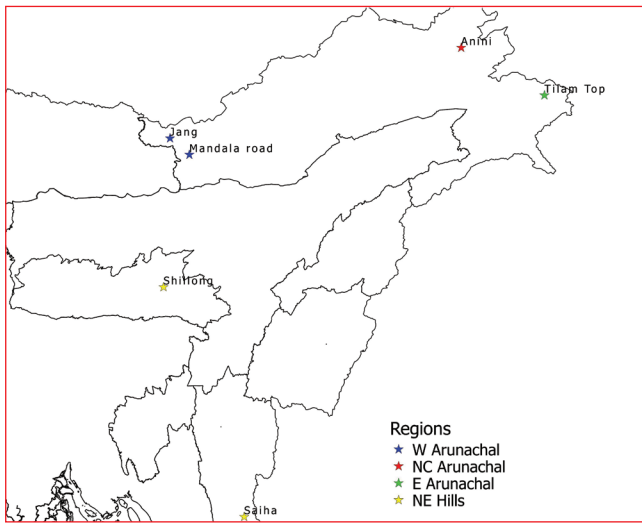 Anini
Tilam Top
Jang
Mandala road
Shillong
Regions
W Arunachal
NC Arunachal
E Arunachal
NE Hills
Saiha